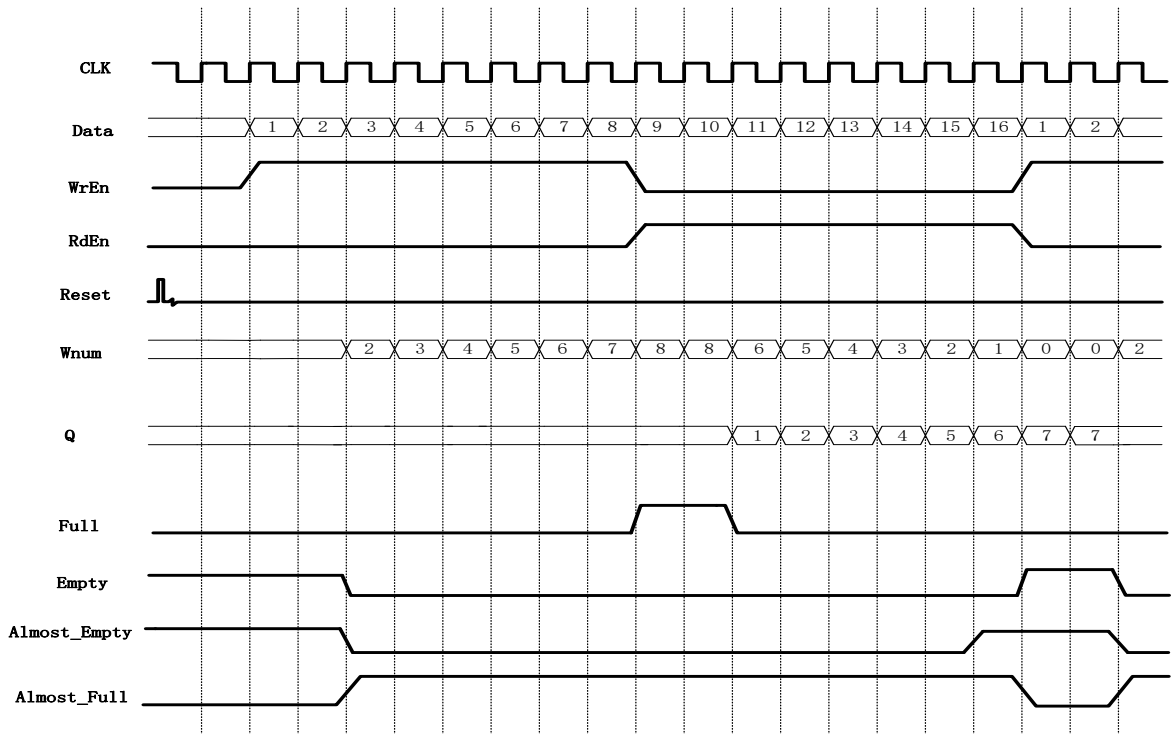 CLK
Data 1 2 3 4 5 6 7 8 9 10 11 12 13 14 15 16 1 2
WrEn
RdEn
Reset
Wnum 2 3 4 5 6 7 8 8 6 5 4 3 2 1 0 0 2
Q 1 2 3 4 5 6 7 7
Full
Empty
Almost_Empty
Almost_Full